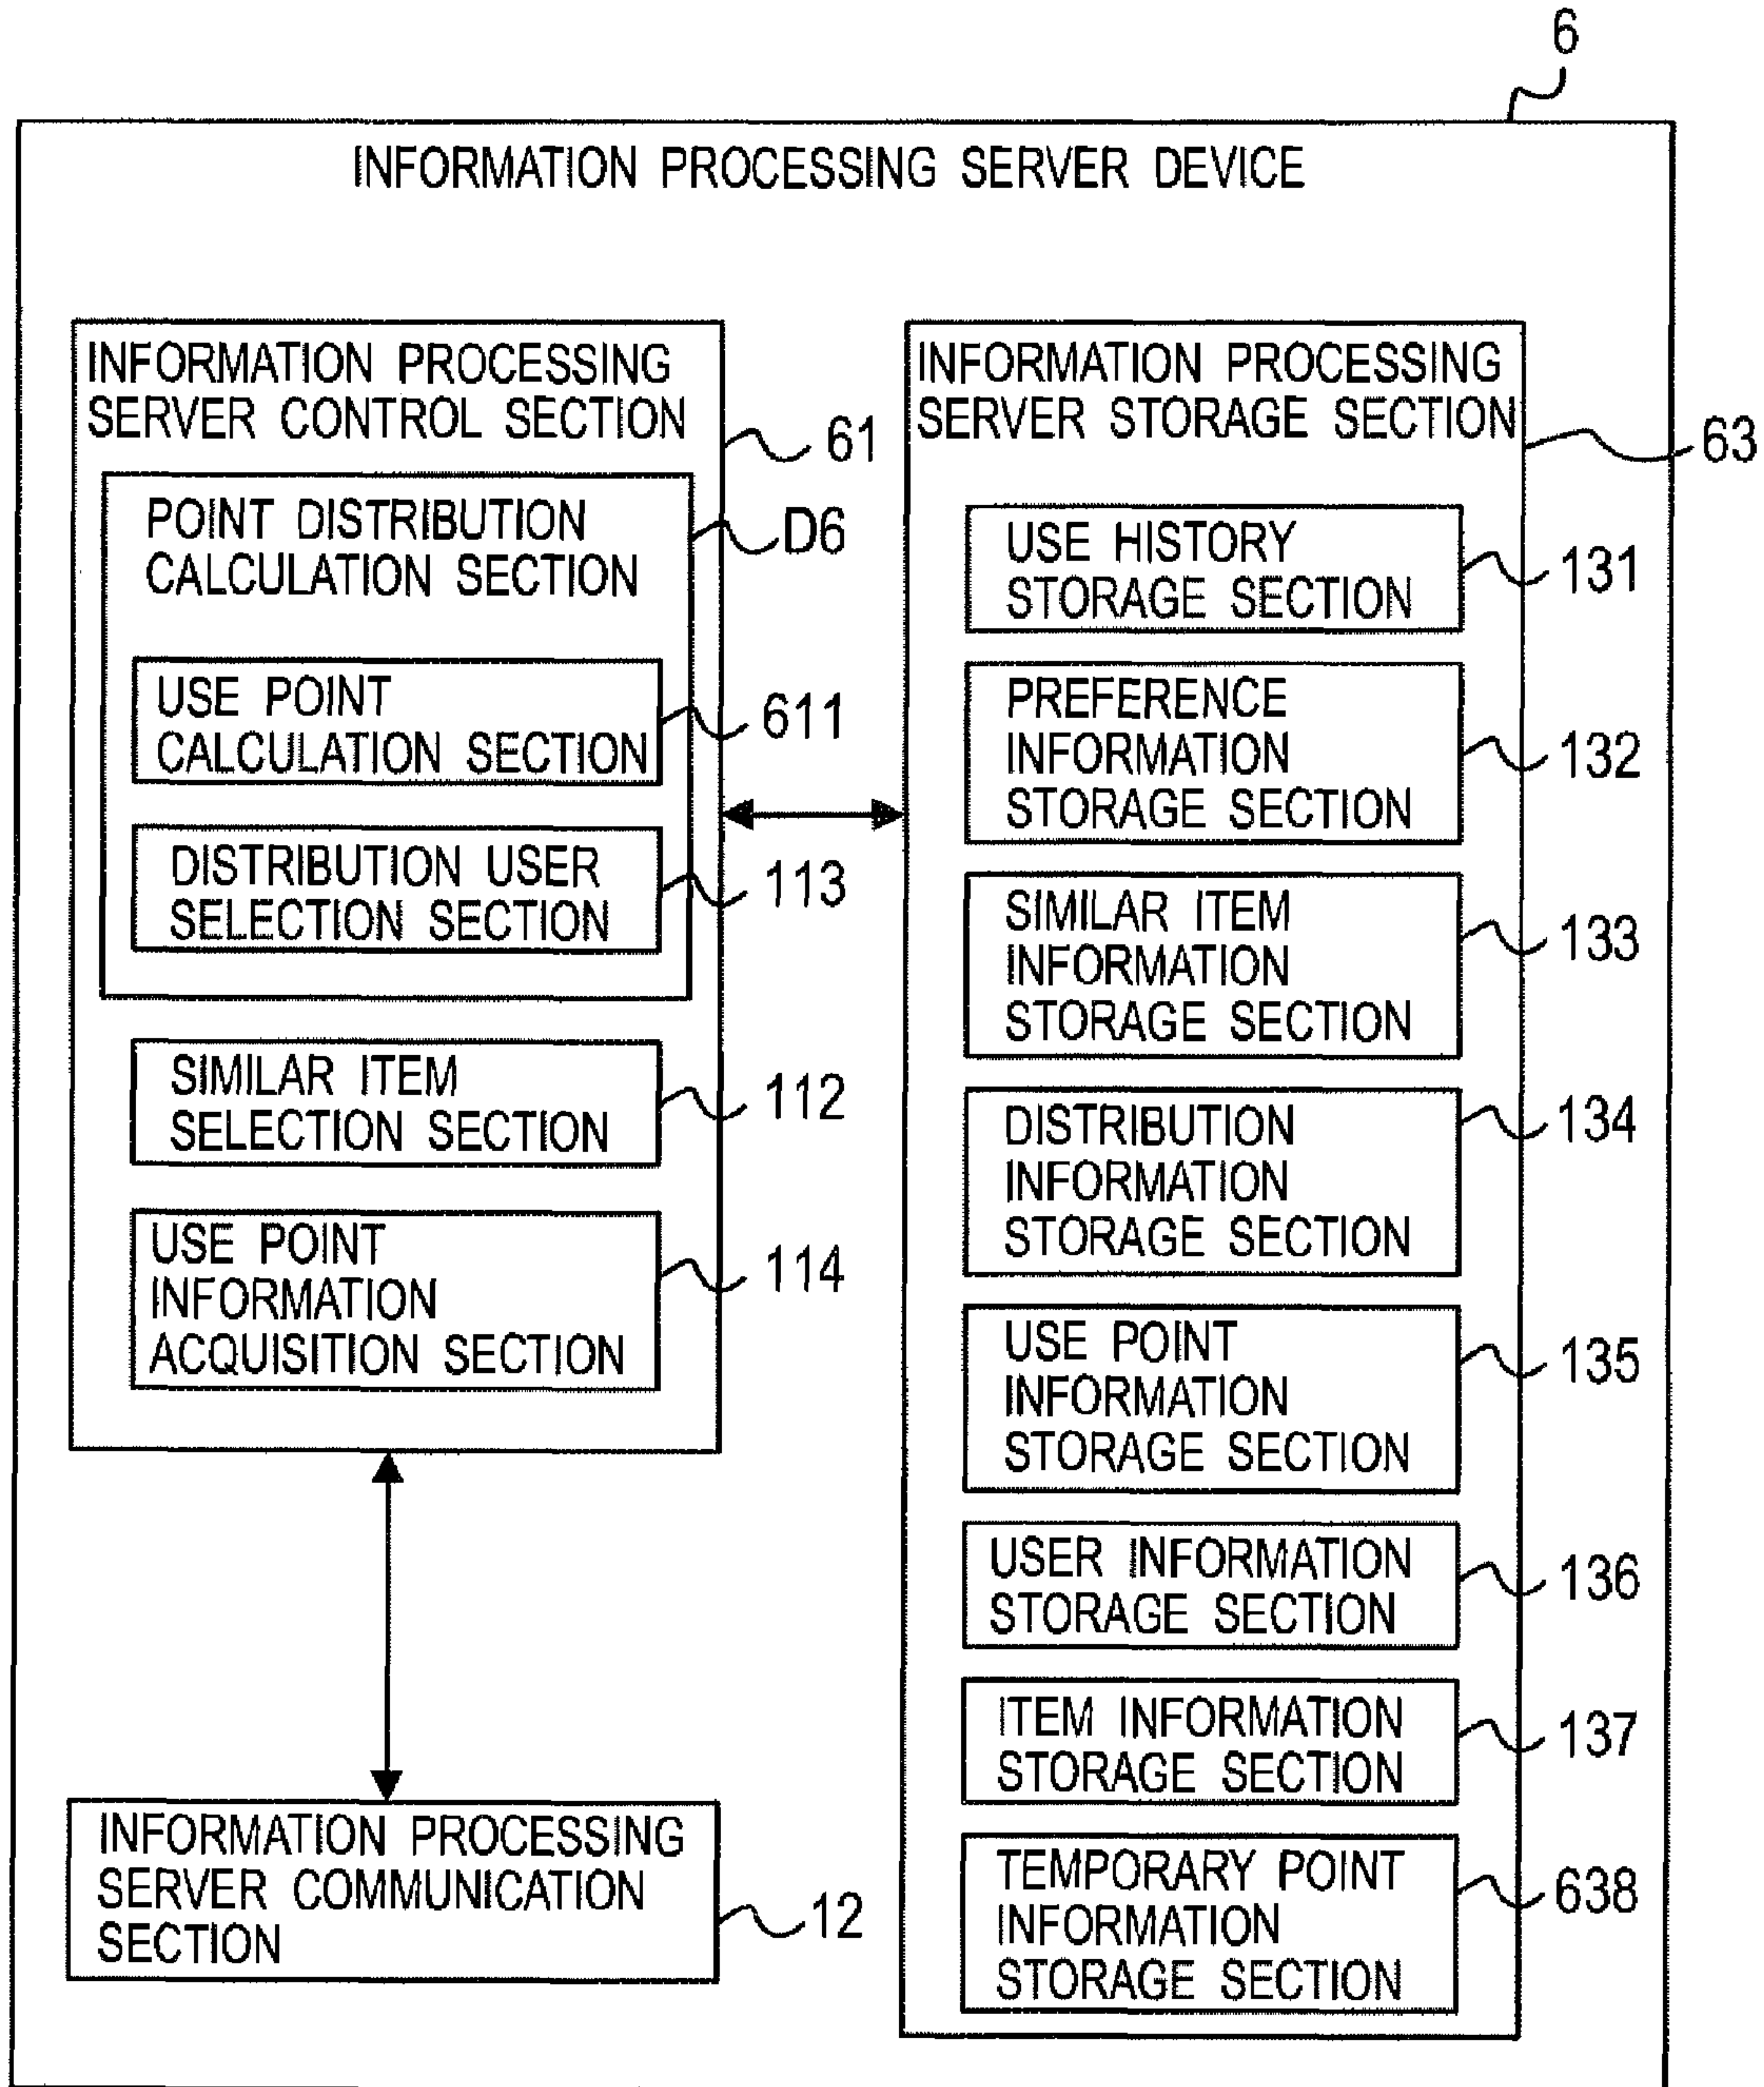 6
INFORMATION PROCESSING SERVER DEVICE
INFORMATION PROCESSING
SERVER CONTROL SECTION
61
POINT DISTRIBUTION
CALCULATION SECTION
D6
USE POINT
CALCULATION SECTION
611
DISTRIBUTION USER
SELECTION SECTION
113
SIMILAR ITEM
SELECTION SECTION
112
USE POINT
INFORMATION
ACQUISITION SECTION
114
INFORMATION PROCESSING
SERVER COMMUNICATION
SECTION
12
INFORMATION PROCESSING
SERVER STORAGE SECTION
63
USE HISTORY
STORAGE SECTION
131
PREFERENCE
INFORMATION
STORAGE SECTION
132
SIMILAR ITEM
INFORMATION
STORAGE SECTION
133
DISTRIBUTION
INFORMATION
STORAGE SECTION
134
USE POINT
INFORMATION
STORAGE SECTION
135
USER INFORMATION
STORAGE SECTION
136
ITEM INFORMATION
STORAGE SECTION
137
TEMPORARY POINT
INFORMATION
STORAGE SECTION
638